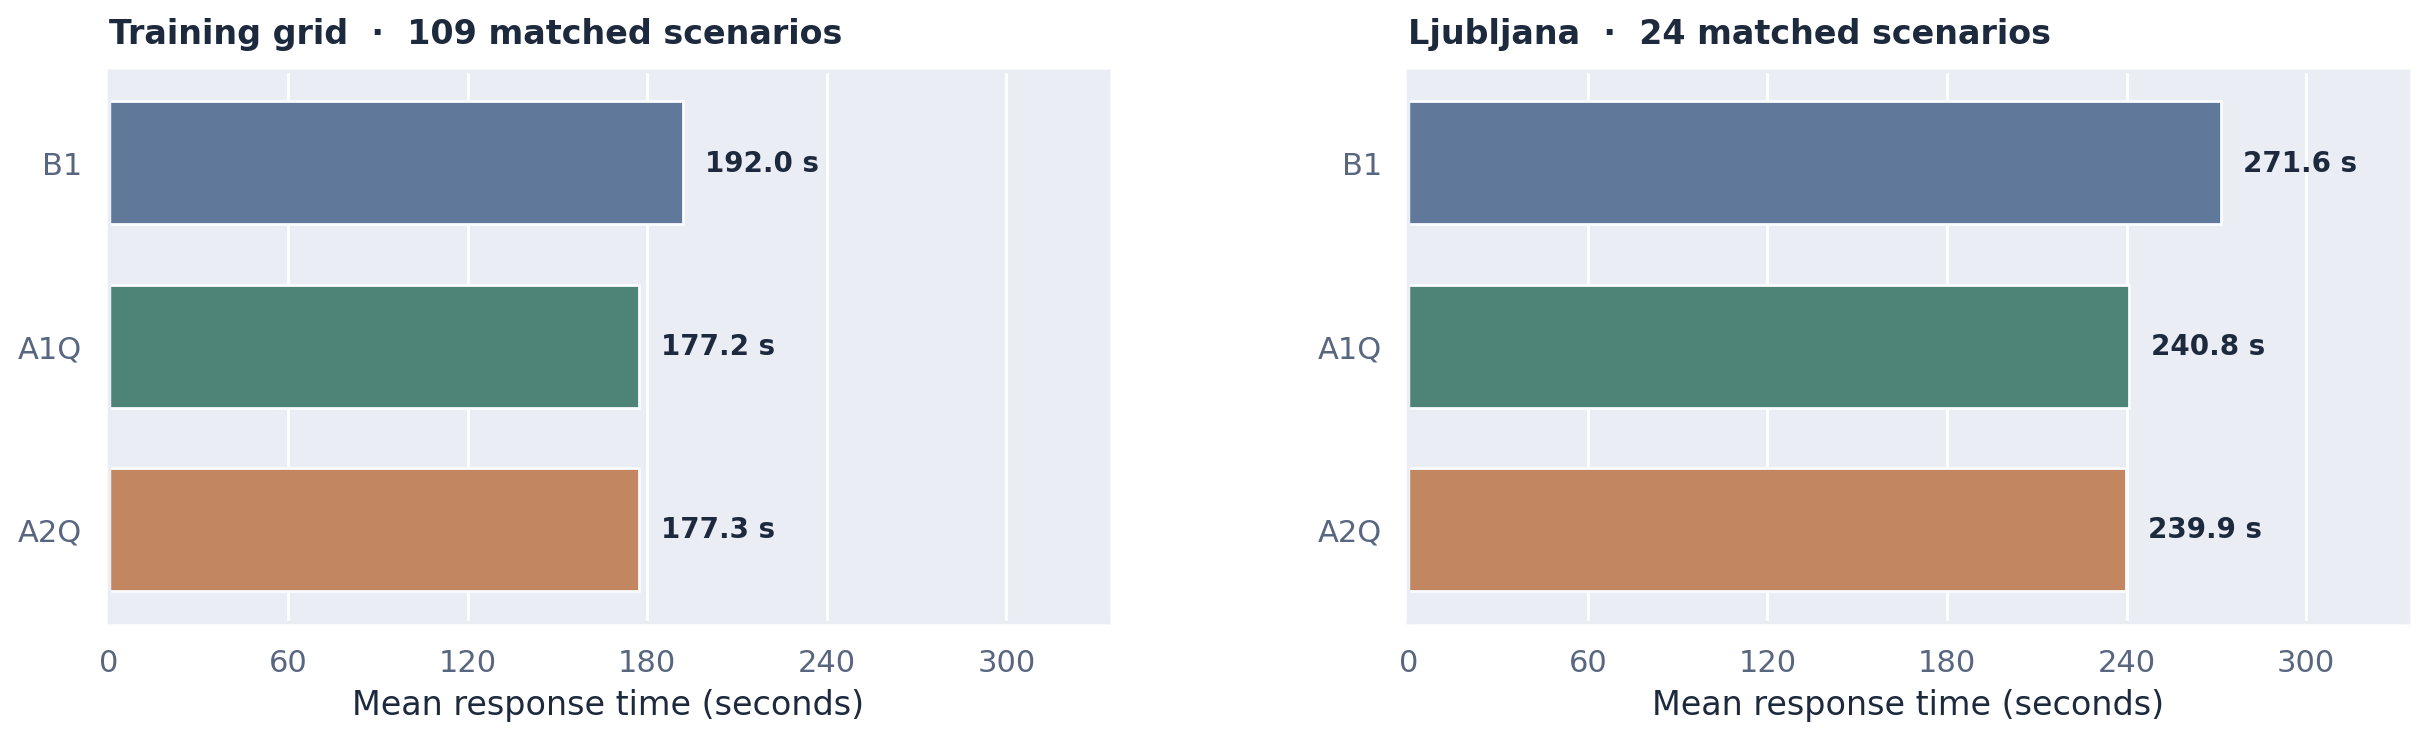 Training grid · 109 matched scenarios
B1
192.0 s
A1Q
177.2 s
A2Q
177.3 s
0 60 120 180 240 300
Mean response time (seconds)
Ljubljana · 24 matched scenarios
B1
271.6 s
A1Q
240.8 s
A2Q
239.9 s
0 60 120 180 240 300
Mean response time (seconds)